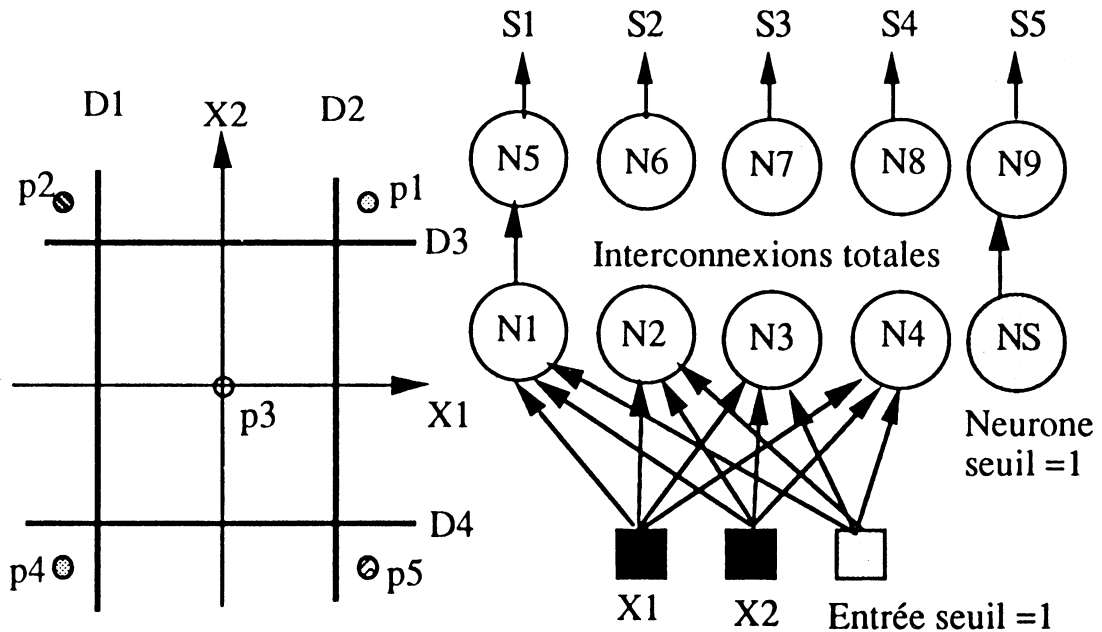 D1
X2
D2
p2
p1
D3
X1
p3
D4
p4
p5
S1 S2 S3 S4 S5
N5 N6 N7 N8 N9
Interconnexions totales
N1 N2 N3 N4 NS
Neurone
seuil =1
X1 X2 Entrée seuil =1